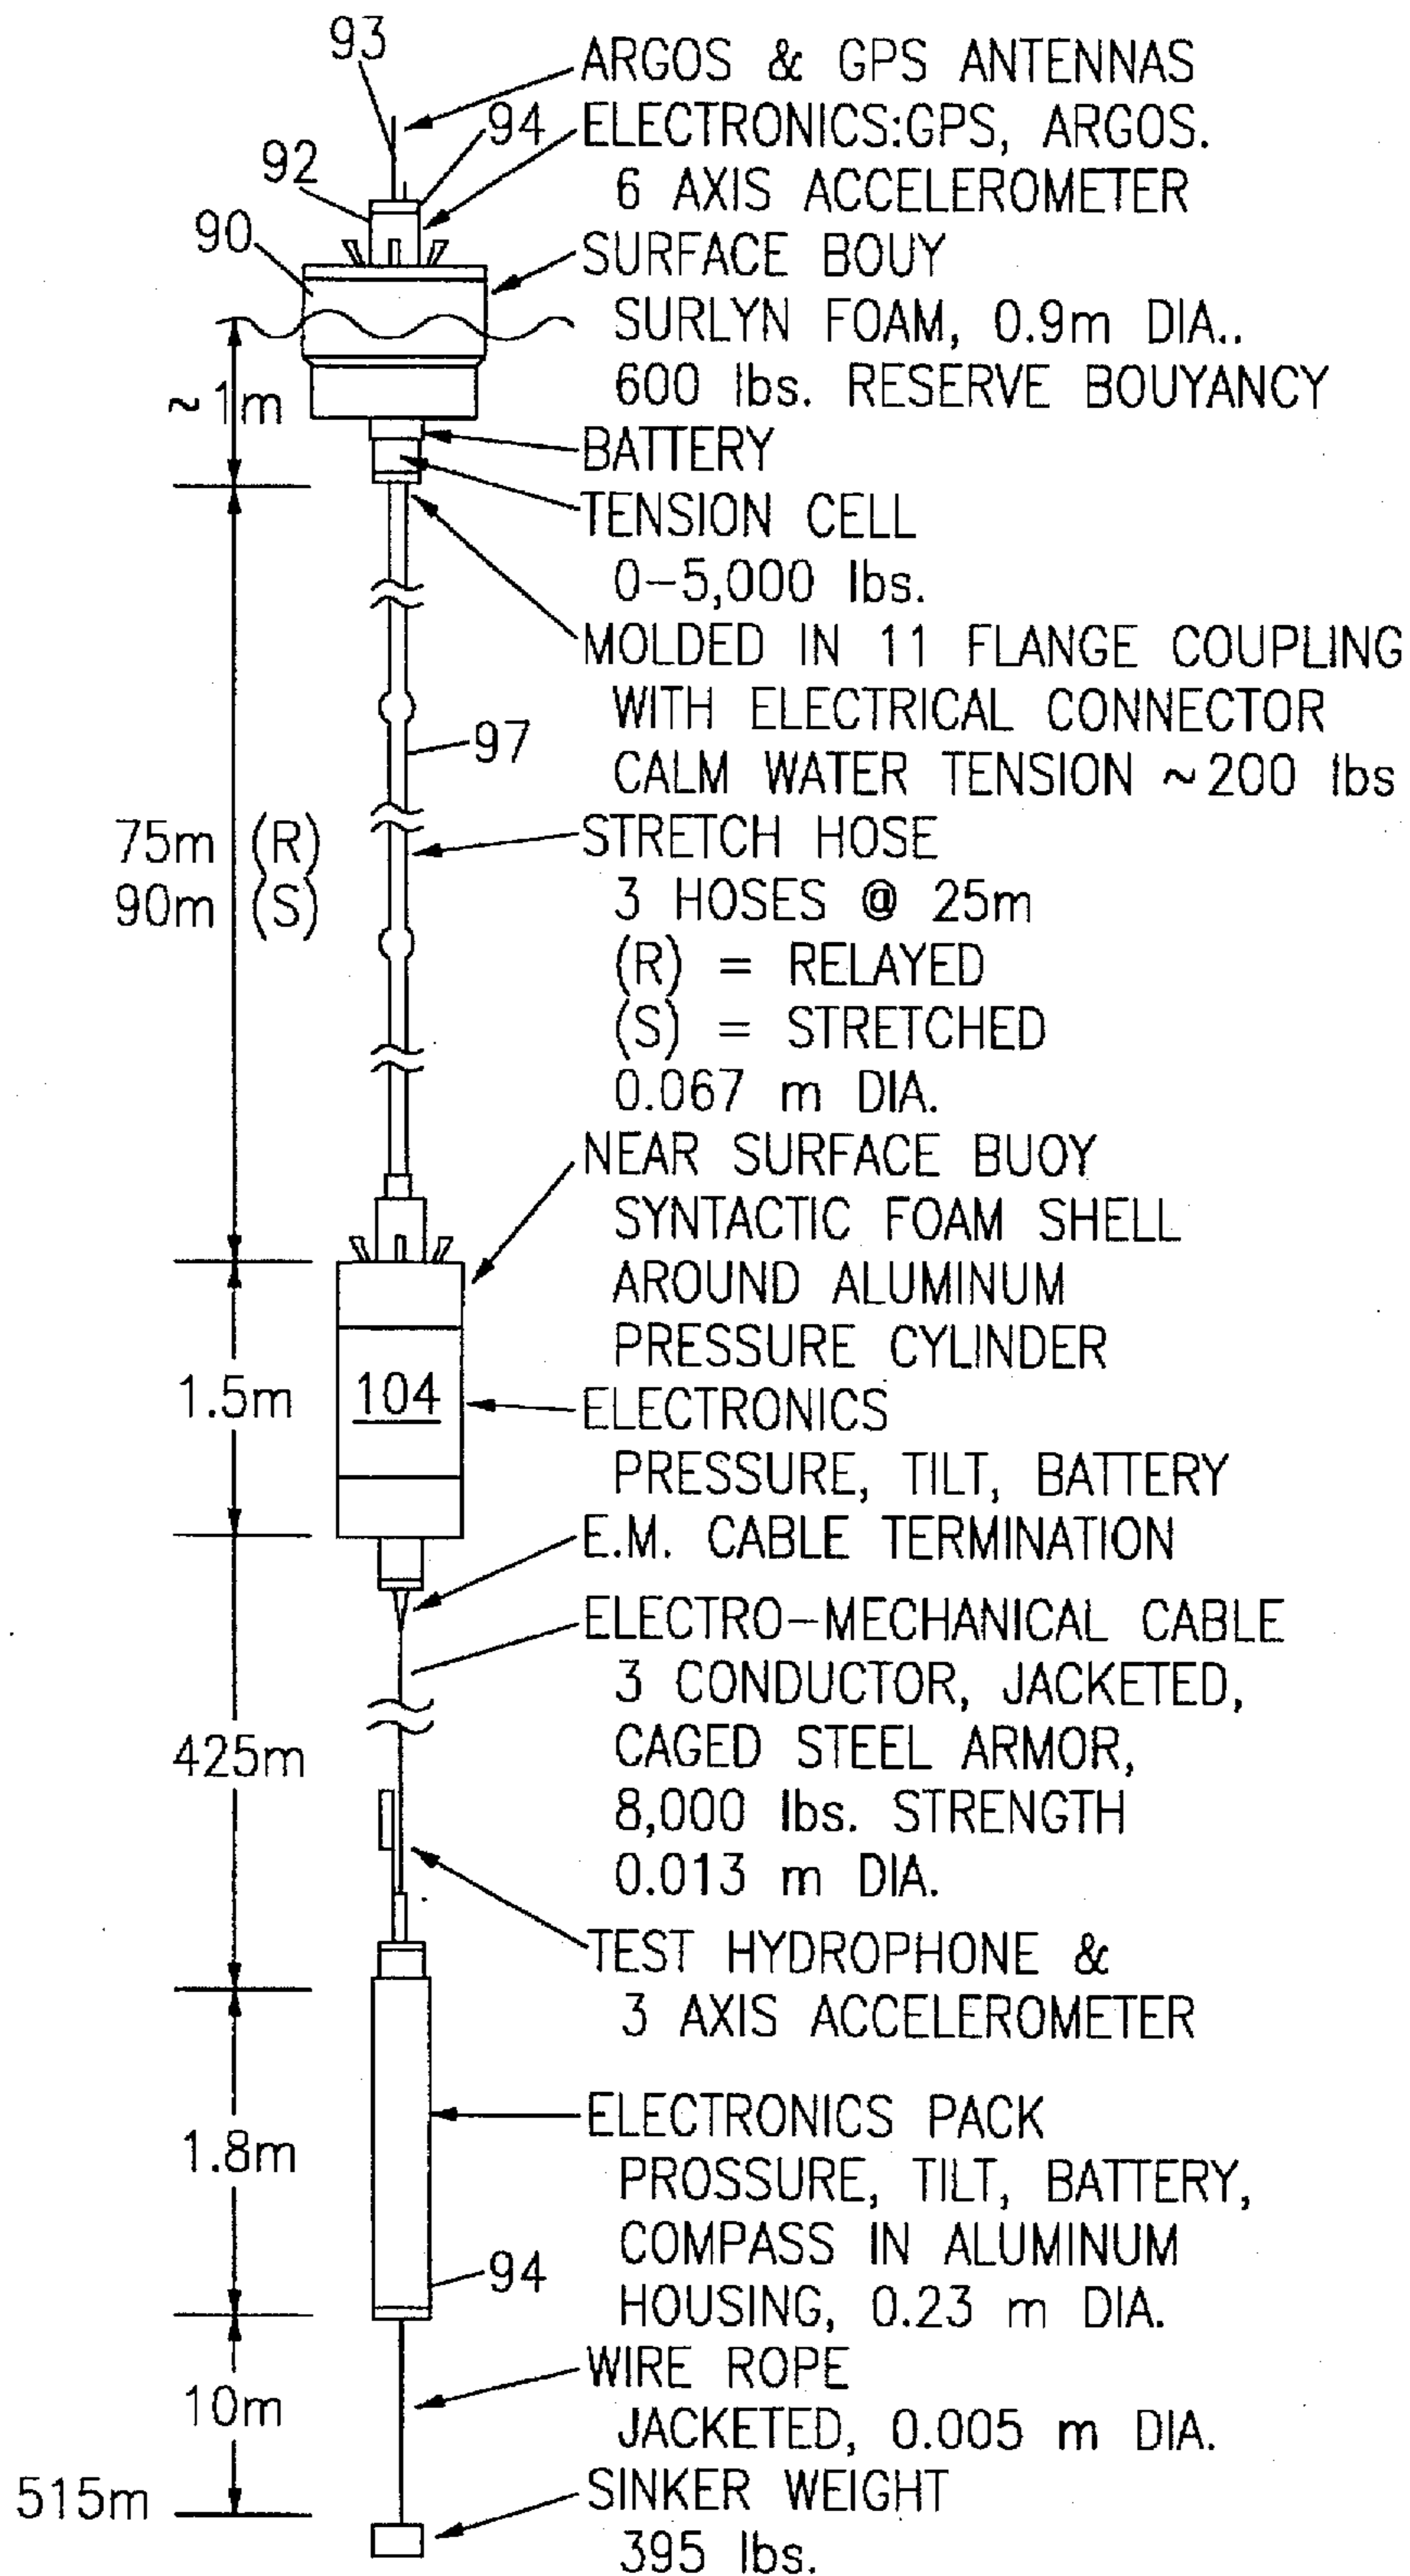 93
ARGOS & GPS ANTENNAS
94
ELECTRONICS:GPS, ARGOS.
6 AXIS ACCELEROMETER
92
90
SURFACE BOUY
SURLYN FOAM, 0.9m DIA..
600 lbs. RESERVE BOUYANCY
~1m
BATTERY
TENSION CELL
0-5,000 lbs.
MOLDED IN 11 FLANGE COUPLING
WITH ELECTRICAL CONNECTOR
CALM WATER TENSION ~200 lbs
97
75m (R)
90m (S)
STRETCH HOSE
3 HOSES @ 25m
(R) = RELAYED
(S) = STRETCHED
0.067 m DIA.
NEAR SURFACE BUOY
SYNTACTIC FOAM SHELL
AROUND ALUMINUM
PRESSURE CYLINDER
1.5m
104
ELECTRONICS
PRESSURE, TILT, BATTERY
E.M. CABLE TERMINATION
ELECTRO-MECHANICAL CABLE
3 CONDUCTOR, JACKETED,
CAGED STEEL ARMOR,
8,000 lbs. STRENGTH
0.013 m DIA.
425m
TEST HYDROPHONE &
3 AXIS ACCELEROMETER
1.8m
ELECTRONICS PACK
PROSSURE, TILT, BATTERY,
COMPASS IN ALUMINUM
HOUSING, 0.23 m DIA.
94
WIRE ROPE
JACKETED, 0.005 m DIA.
10m
515m
SINKER WEIGHT
395 lbs.